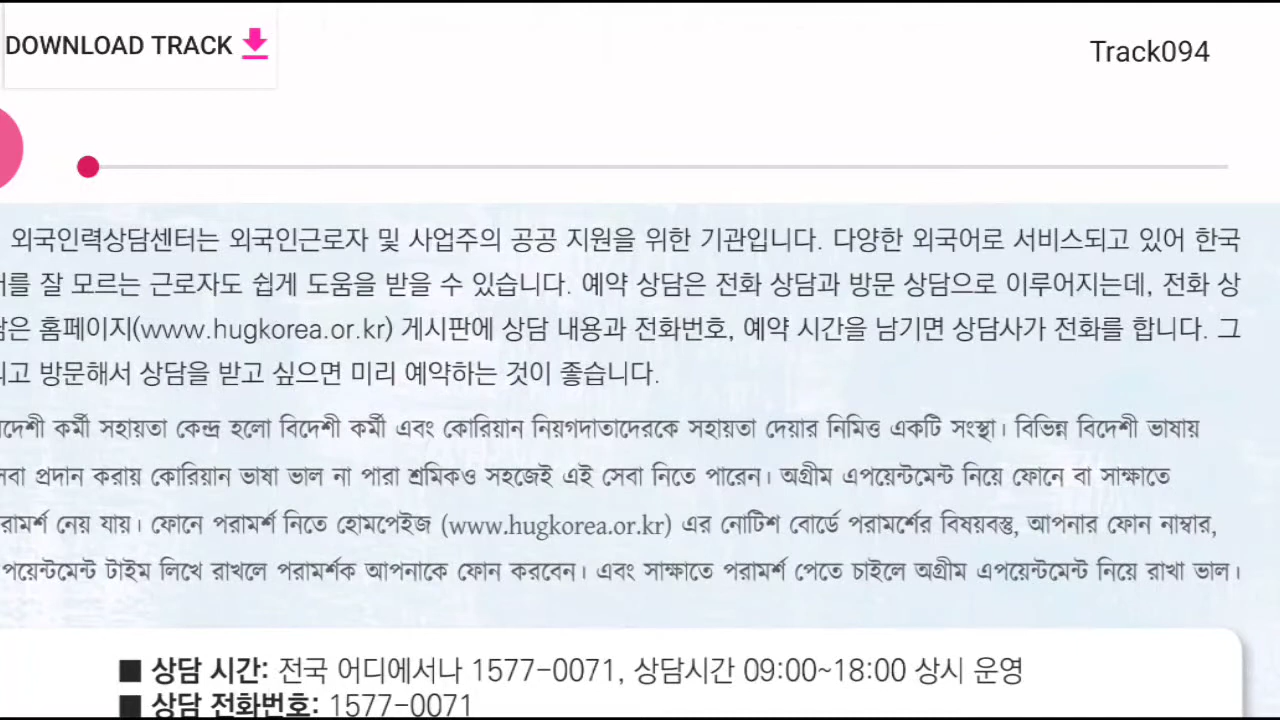 DOWNLOAD TRACK
Track094
외국인력상담센터는 외국인근로자 및 사업주의 공공 지원을 위한 기관입니다. 다양한 외국어로 서비스되고 있어 한국
잘 모르는 근로자도 쉽게 도움을 받을 수 있습니다. 예약 상담은 전화 상담과 방문 상담으로 이루어지는데, 전화 상
홈페이지(www.hugkorea.or.kr) 게시판에 상담 내용과 전화번호, 예약 시간을 남기면 상담사가 전화를 합니다. 그
방문해서 상담을 받고 싶으면 미리 예약하는 것이 좋습니다.
কর্মী সহায়তা কেন্দ্র হলো বিদেশী কর্মী এবং কোরিয়ান নিয়গদাতাদেরকে সহায়তা দেয়ার নিমিত্ত একটি সংস্থা। বিভিন্ন বিদেশী ভাষায়
প্রদান করায় কোরিয়ান ভাষা ভাল না পারা শ্রমিকও সহজেই এই সেবা নিতে পারেন। অগ্রীম এপয়েন্টমেন্ট নিয়ে ফোনে বা সাক্ষাতে
নেয় যায়। ফোনে পরামর্শ নিতে হোমপেইজ (www.hugkorea.or.kr) এর নোটিশ বোর্ডে পরামর্শের বিষয়বস্তু, আপনার ফোন নাম্বার,
টাইম লিখে রাখলে পরামর্শক আপনাকে ফোন করবেন। এবং সাক্ষাতে পরামর্শ পেতে চাইলে অগ্রীম এপয়েন্টমেন্ট নিয়ে রাখা ভাল।
■ 상담 시간: 전국 어디에서나 1577-0071, 상담시간 09:00~18:00 상시 운영
■ 상담 전화번호: 1577-0071